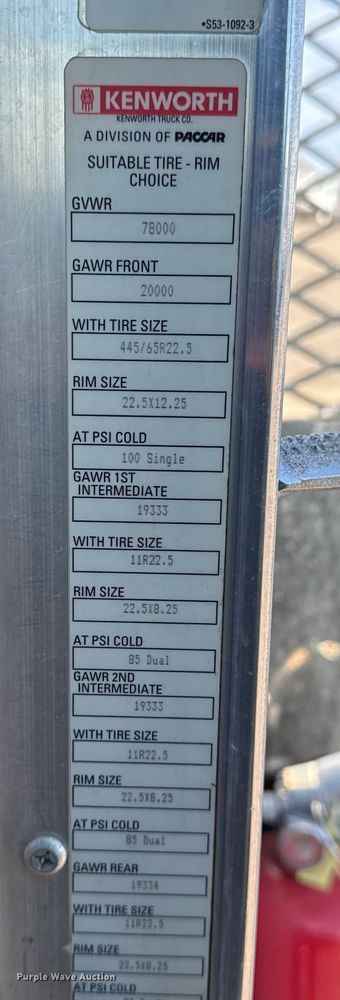 •S53-1092-3
KENWORTH
KENWORTH TRUCK CO.
A DIVISION OF PACCAR
SUITABLE TIRE - RIM
CHOICE
GVWR
78000
GAWR FRONT
20000
WITH TIRE SIZE
445/65R22.5
RIM SIZE
22.5X12.25
AT PSI COLD
100 Single
GAWR 1ST
INTERMEDIATE
19333
WITH TIRE SIZE
11R22.5
RIM SIZE
22.5X8.25
AT PSI COLD
85 Dual
GAWR 2ND
INTERMEDIATE
19333
WITH TIRE SIZE
11R22.5
RIM SIZE
22.5X8.25
AT PSI COLD
85 Dual
GAWR REAR
19334
WITH TIRE SIZE
11R22.5
RIM SIZE
22.5X8.25
AT PSI COLD
Purple Wave Auction